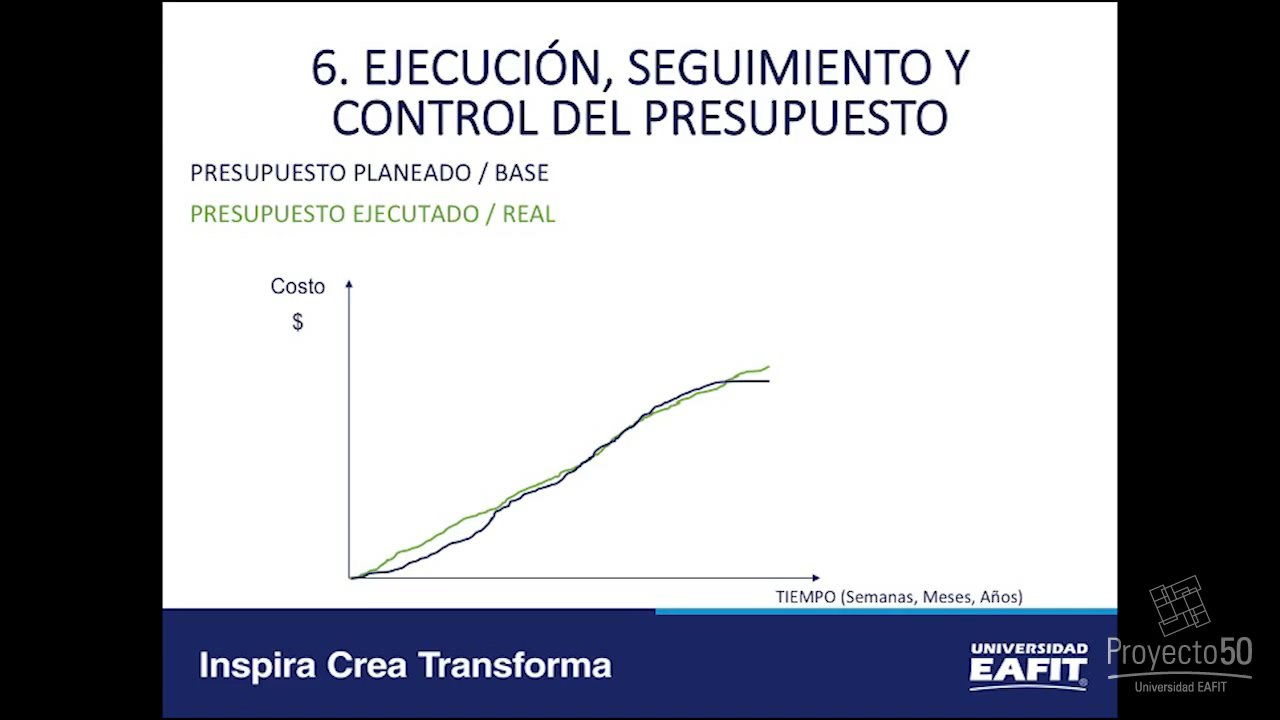 6. EJECUCIÓN, SEGUIMIENTO Y
CONTROL DEL PRESUPUESTO
PRESUPUESTO PLANEADO / BASE
PRESUPUESTO EJECUTADO / REAL
Costo
$
TIEMPO (Semanas, Meses, Años)
Inspira Crea Transforma
UNIVERSIDAD
EAFIT®
Proyecto50
Universidad EAFIT